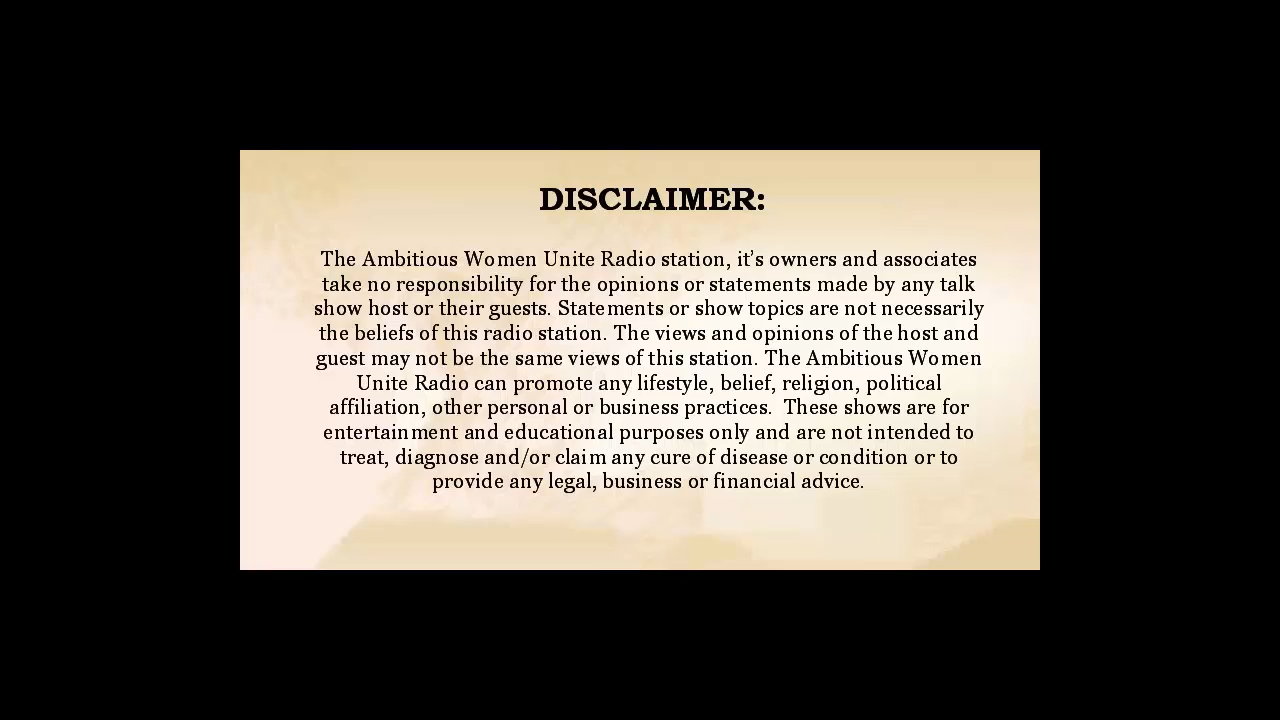 DISCLAIMER:
The Ambitious Women Unite Radio station, it's owners and associates
take no responsibility for the opinions or statements made by any talk
show host or their guests. Statements or show topics are not necessarily
the beliefs of this radio station. The views and opinions of the host and
guest may not be the same views of this station. The Ambitious Women
Unite Radio can promote any lifestyle, belief, religion, political
affiliation, other personal or business practices.  These shows are for
entertainment and educational purposes only and are not intended to
treat, diagnose and/or claim any cure of disease or condition or to
provide any legal, business or financial advice.